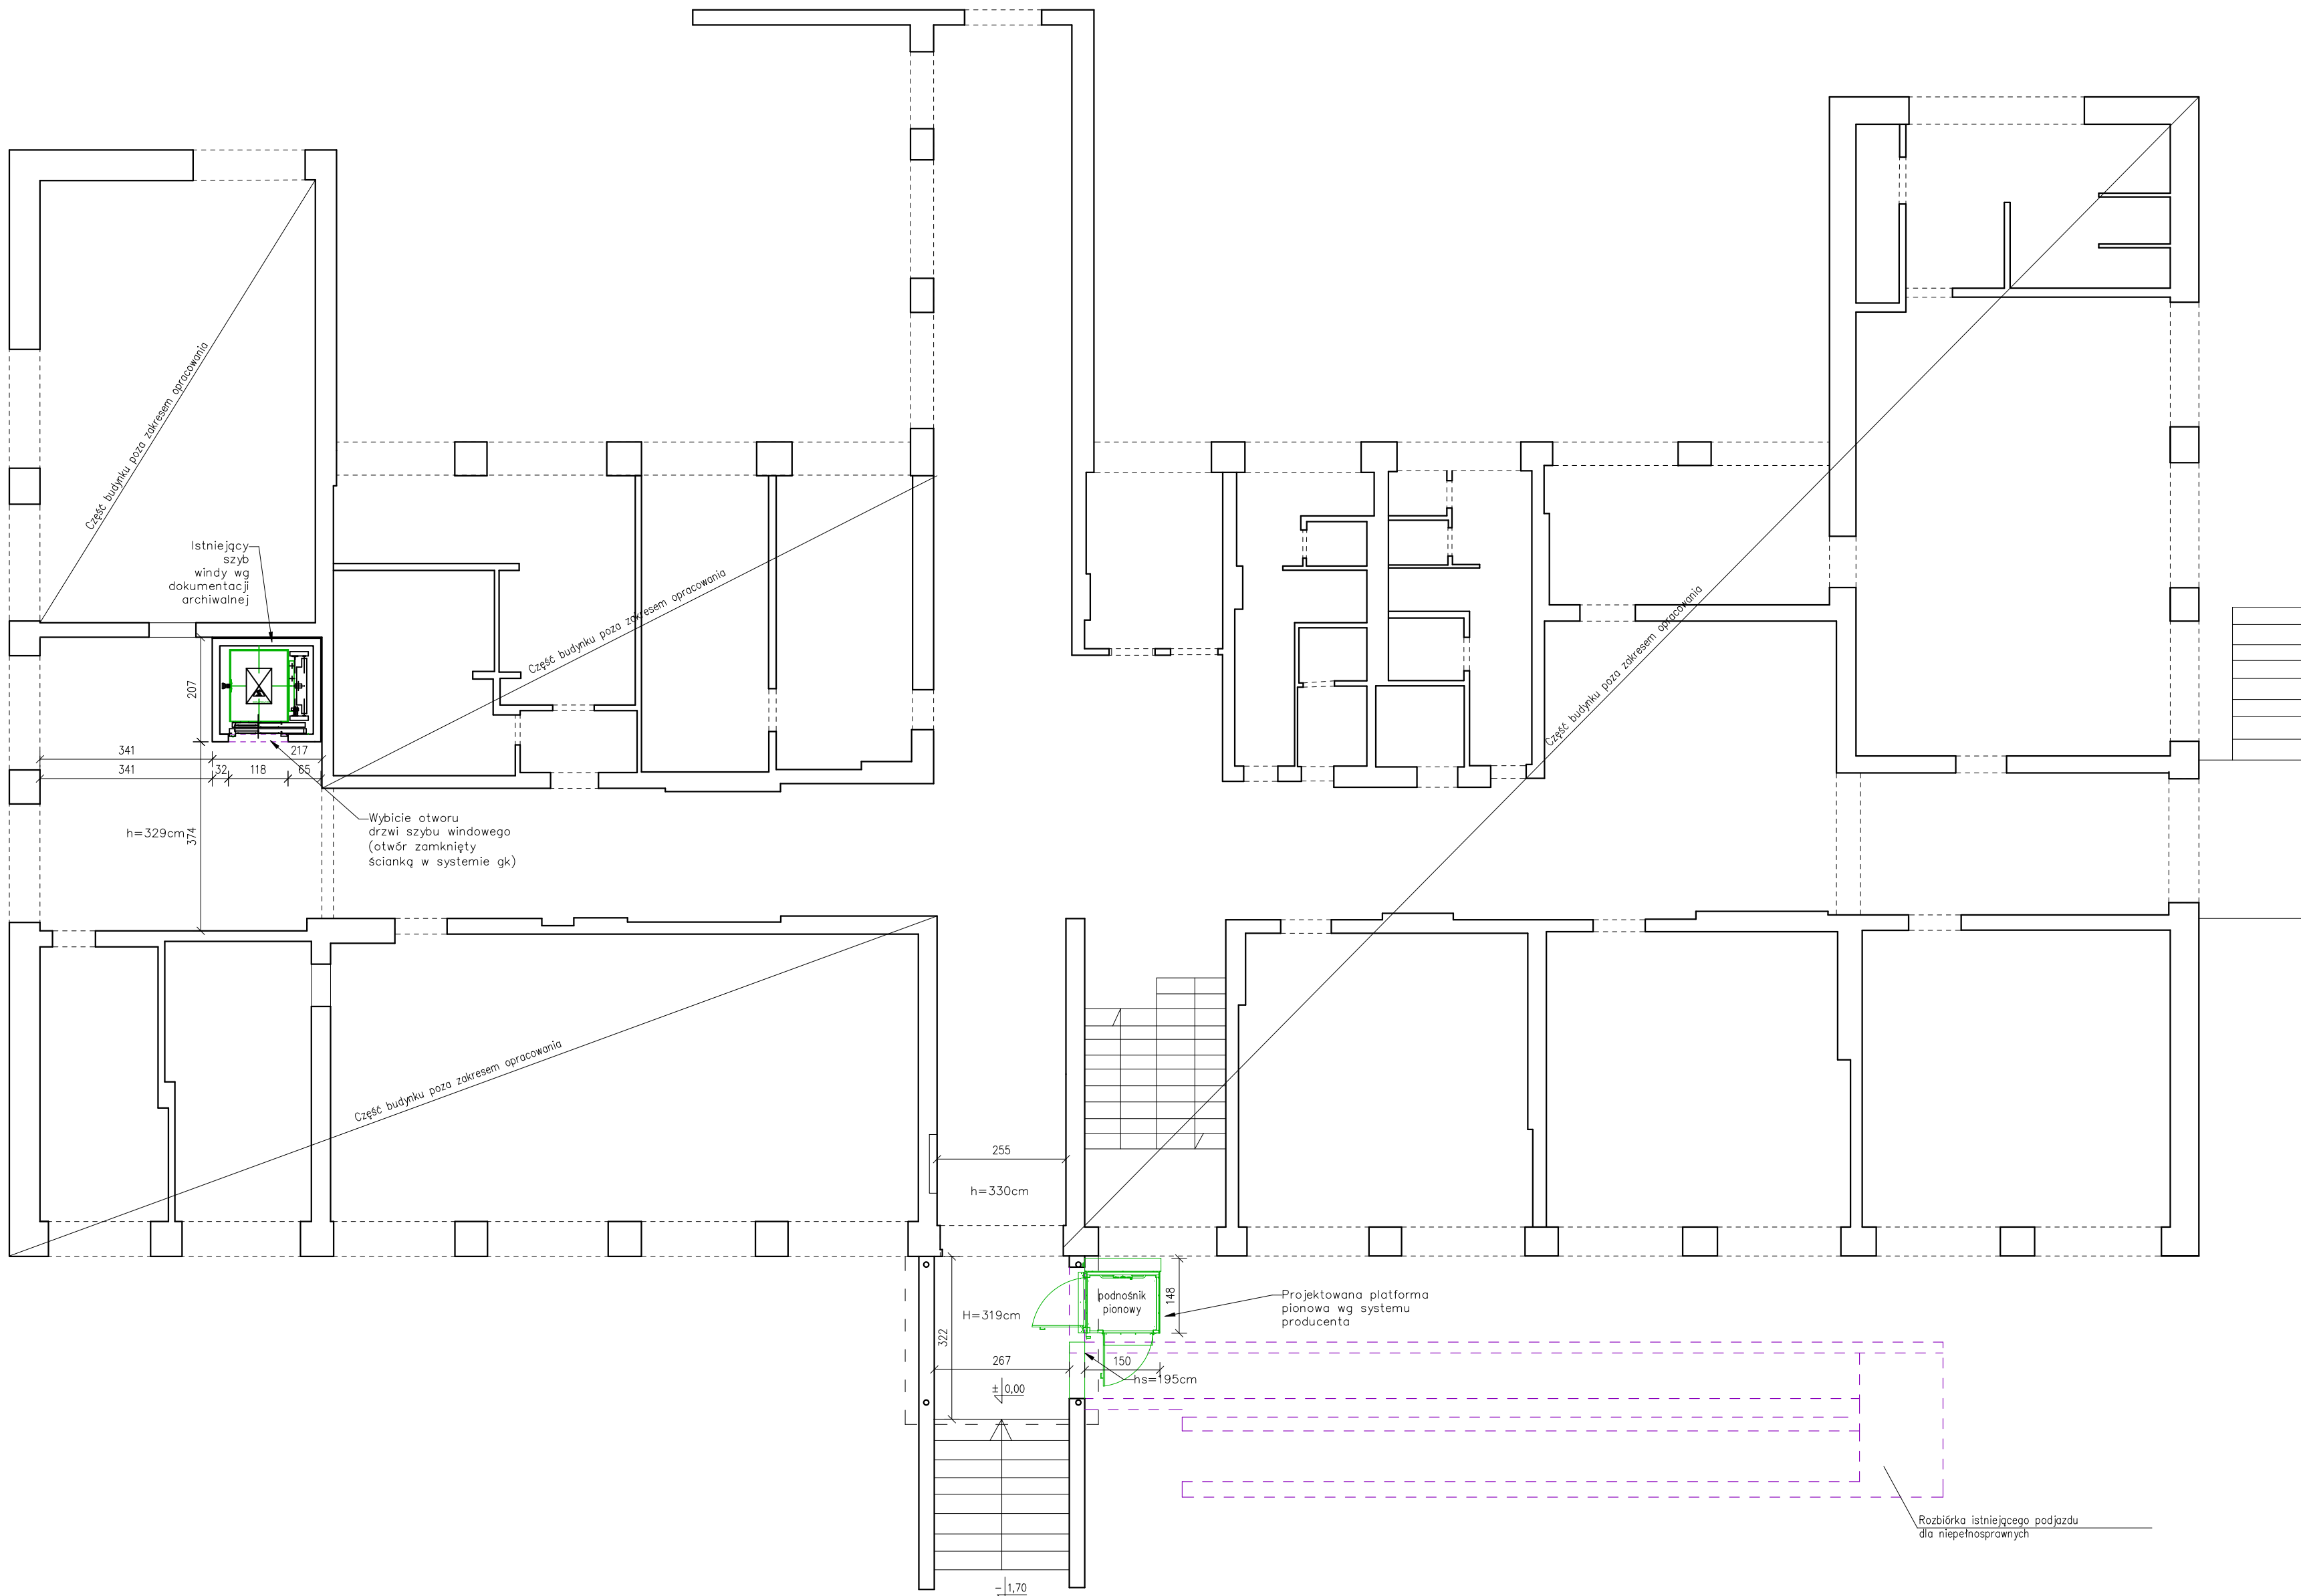 Część budynku poza zakresem opracowania
Istniejący
szyb
windy wg
dokumentacji
archiwalnej
207
341
217
341
32
118
65
374
h=329cm
Wybicie otworu
drzwi szybu windowego
(otwór zamknięty
ścianką w systemie gk)
Część budynku poza zakresem opracowania
Część budynku poza zakresem opracowania
Część budynku poza zakresem opracowania
255
h=330cm
podnośnik
pionowy
148
Projektowana platforma
pionowa wg systemu
producenta
H=319cm
322
267
150
hs=195cm
± 0,00
Rozbiórka istniejącego podjazdu
dla niepełnosprawnych
- 1,70